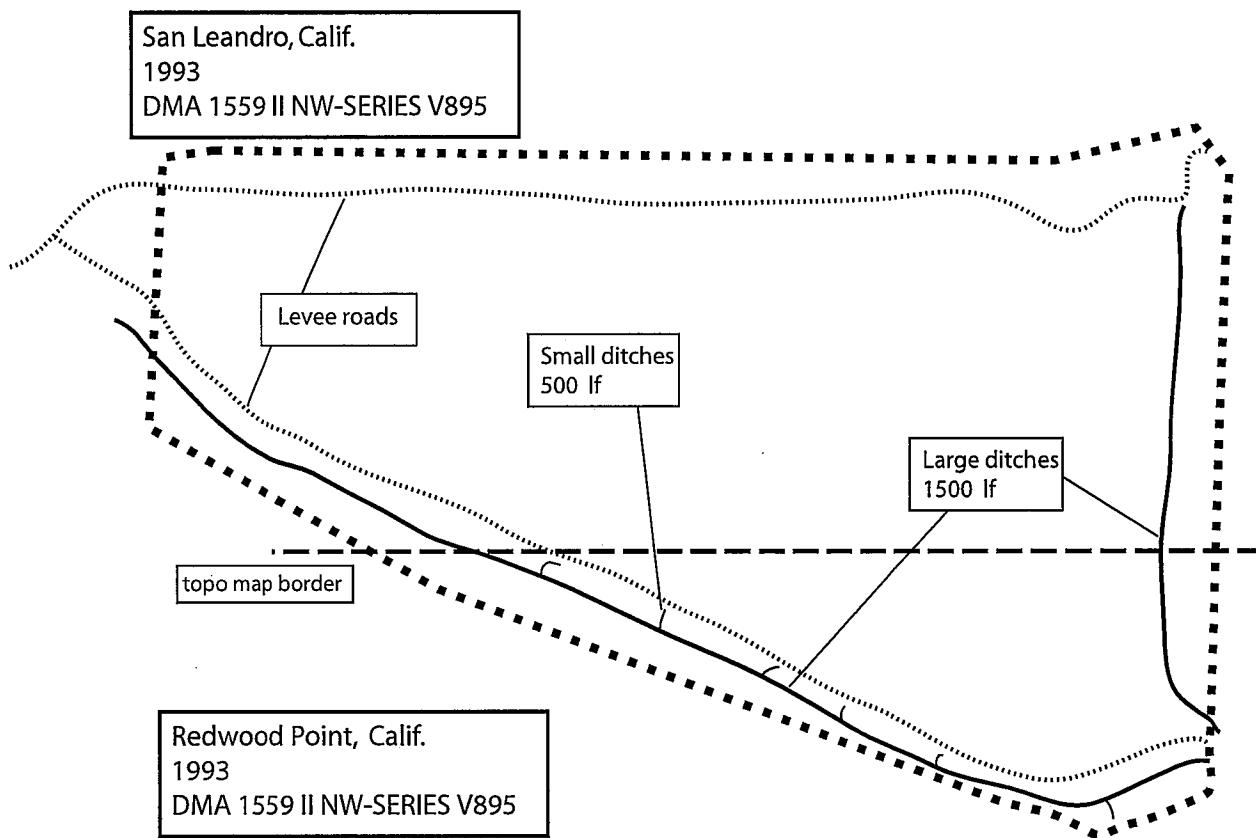 San Leandro, Calif.
1993
DMA 1559 II NW-SERIES V895
Levee roads
Small ditches
500 lf
Large ditches
1500 lf
topo map border
Redwood Point, Calif.
1993
DMA 1559 II NW-SERIES V895